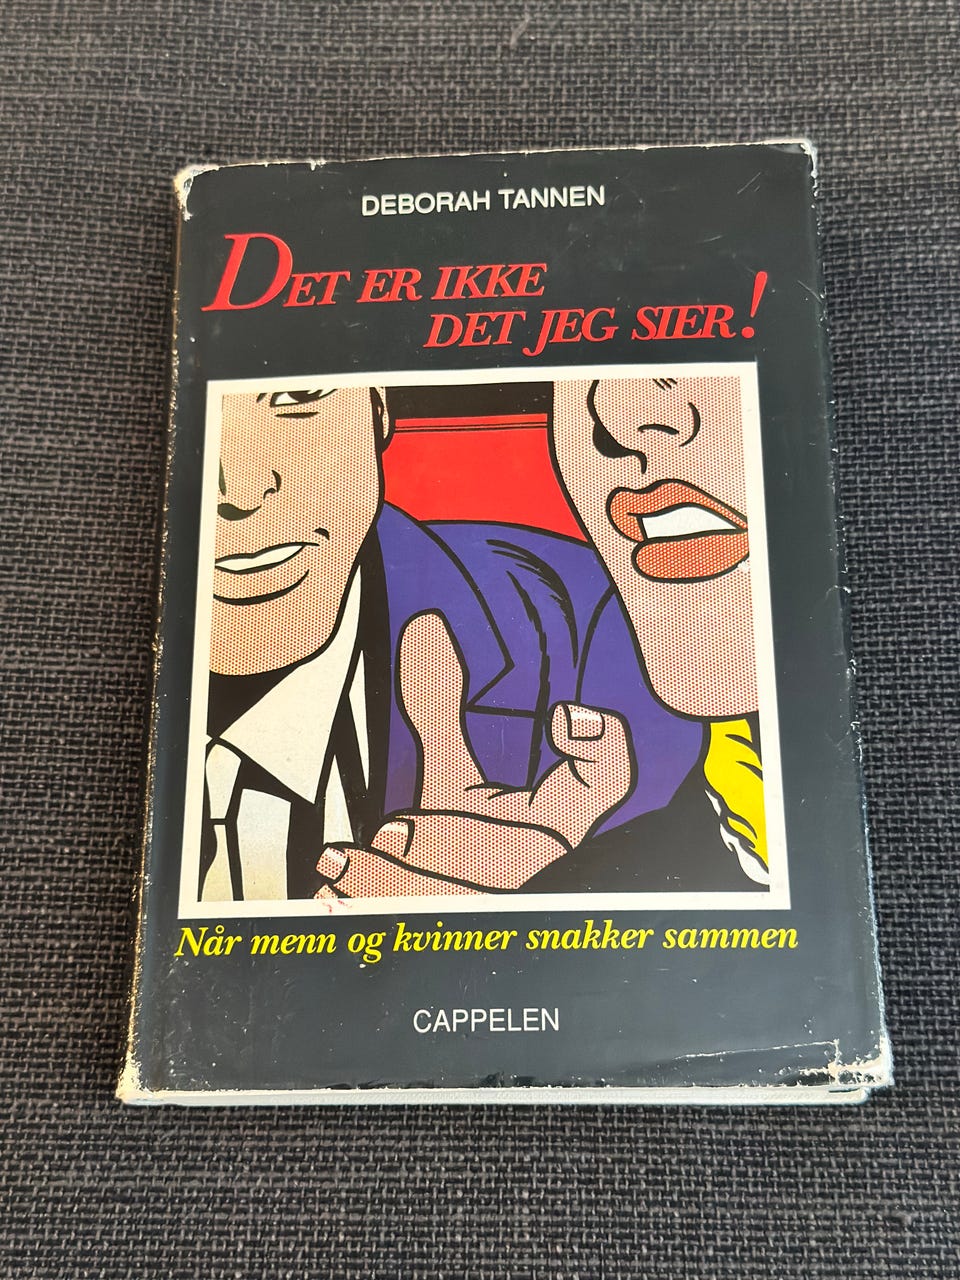 DEBORAH TANNEN
DET ER IKKE
DET JEG SIER!
Når menn og kvinner snakker sammen
CAPPELEN